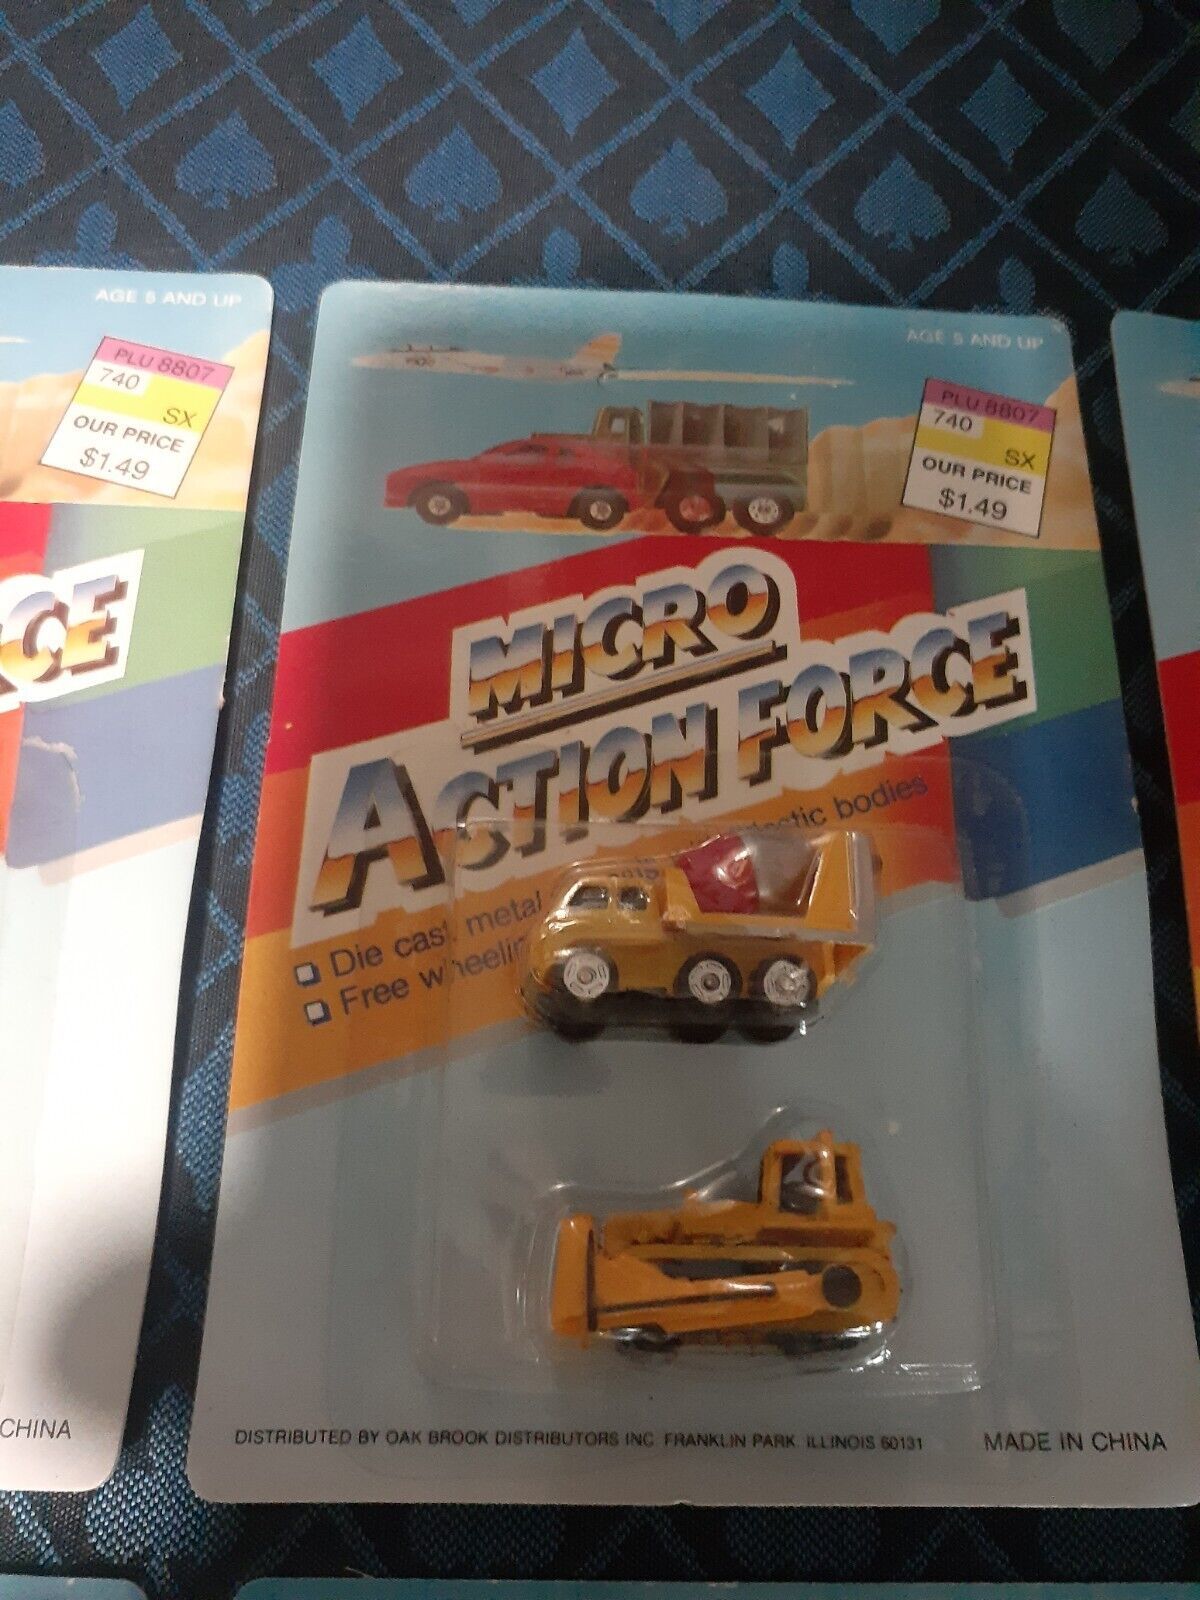 AGE 5 AND UP
PLU 8807
740
SX
OUR PRICE
$1.49
CE
CHINA
AGE 5 AND UP
PLU 8807
740
SX
OUR PRICE
$1.49
MICRO
ACTION FORCE
Die cast metal plastic bodies
Free wheelin
DISTRIBUTED BY OAK BROOK DISTRIBUTORS INC. FRANKLIN PARK. ILLINOIS 60131
MADE IN CHINA